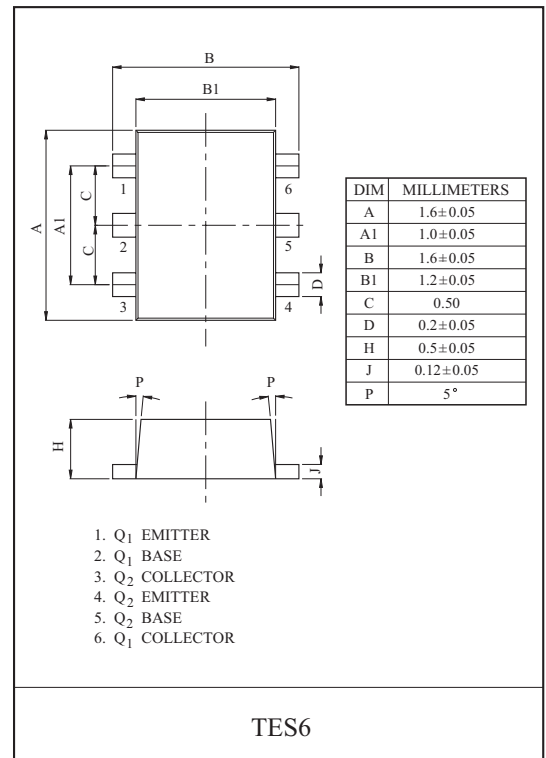 B
B1
A
A1
C
C
D
1
2
3
6
5
4
DIM MILLIMETERS
A 1.6±0.05
A1 1.0±0.05
B 1.6±0.05
B1 1.2±0.05
C 0.50
D 0.2±0.05
H 0.5±0.05
J 0.12±0.05
P 5°
P P
H
J
1. Q1 EMITTER
2. Q1 BASE
3. Q2 COLLECTOR
4. Q2 EMITTER
5. Q2 BASE
6. Q1 COLLECTOR
TES6